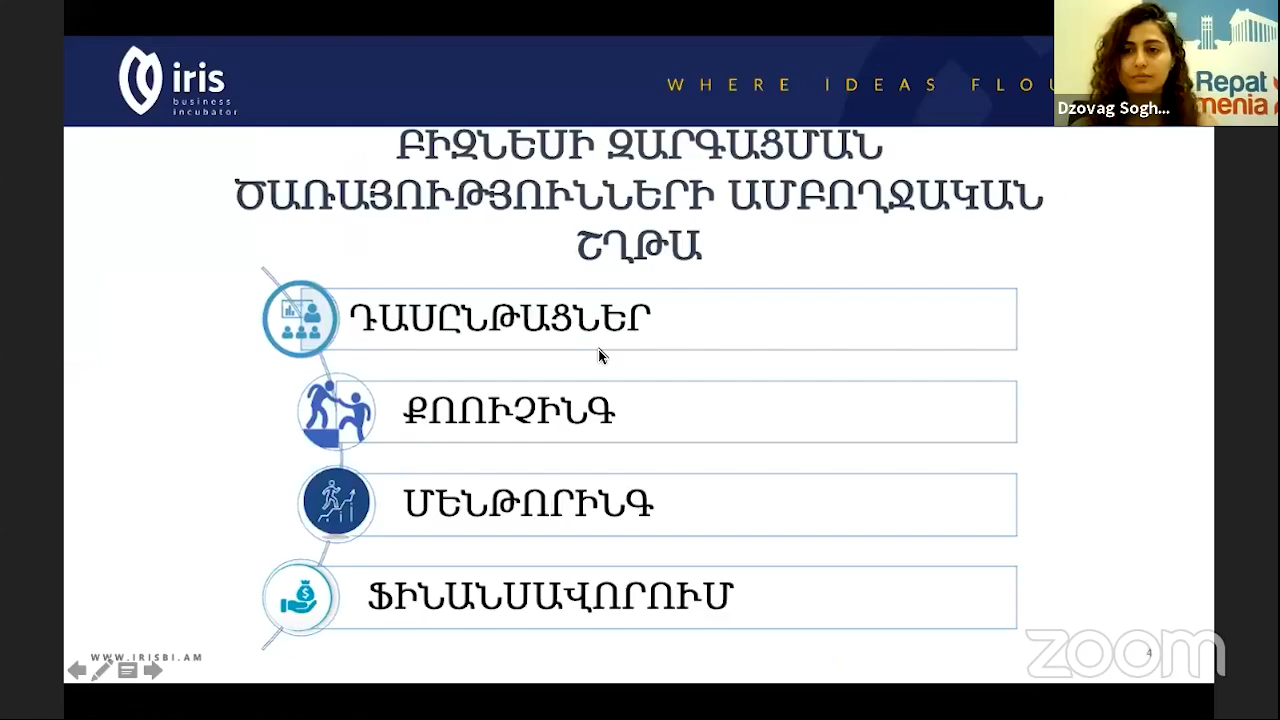 iris
business
incubator
WHERE IDEAS FLOU
Repat
menia
Dzovag Sogh...
ԲԻԶՆԵՍԻ ԶԱՐԳԱՑՄԱՆ
ԾԱՌԱՅՈՒԹՅՈՒՆՆԵՐԻ ԱՄԲՈՂՋԱԿԱՆ
ՇՂԹԱ
ԴԱՍԸՆԹԱՑՆԵՐ
ՔՈՈՒՉԻՆԳ
ՄԵՆԹՈՐԻՆԳ
ՖԻՆԱՆՍԱՎՈՐՈՒՄ
WWW.IRISBI.AM
4
zoom